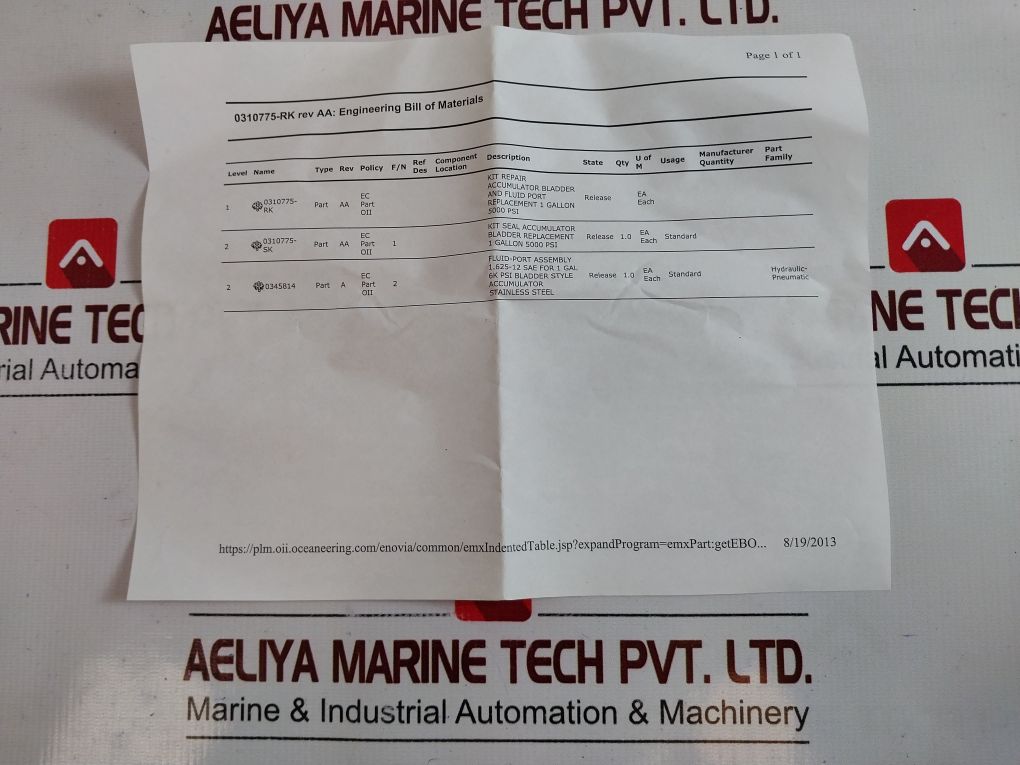 AELIYA MARINE TECH PVT. LTD.
Page 1 of 1
0310775-RK rev AA: Engineering Bill of Materials
Level Name Type Rev Policy F/N Ref Des Component Location Description State Qty U of M Usage Manufacturer Quantity Part Family
1 0310775-RK Part AA EC Part OII KIT REPAIR ACCUMULATOR BLADDER AND FLUID PORT REPLACEMENT 1 GALLON 5000 PSI Release EA Each
2 0310775-SK Part AA EC Part OII 1 KIT SEAL ACCUMULATOR BLADDER REPLACEMENT 1 GALLON 5000 PSI Release 1.0 EA Each Standard
2 0345814 Part A EC Part OII 2 FLUID-PORT ASSEMBLY 1.625-12 SAE FOR 1 GAL 6K PSI BLADDER STYLE ACCUMULATOR STAINLESS STEEL Release 1.0 EA Each Standard Hydraulic-Pneumatic
https://plm.oii.oceaneering.com/enovia/common/emxIndentedTable.jsp?expandProgram=emxPart:getEBO... 8/19/2013
RINE TEC
rial Automa
NE TECH
al Automati
AELIYA MARINE TECH PVT. LTD.
Marine & Industrial Automation & Machinery